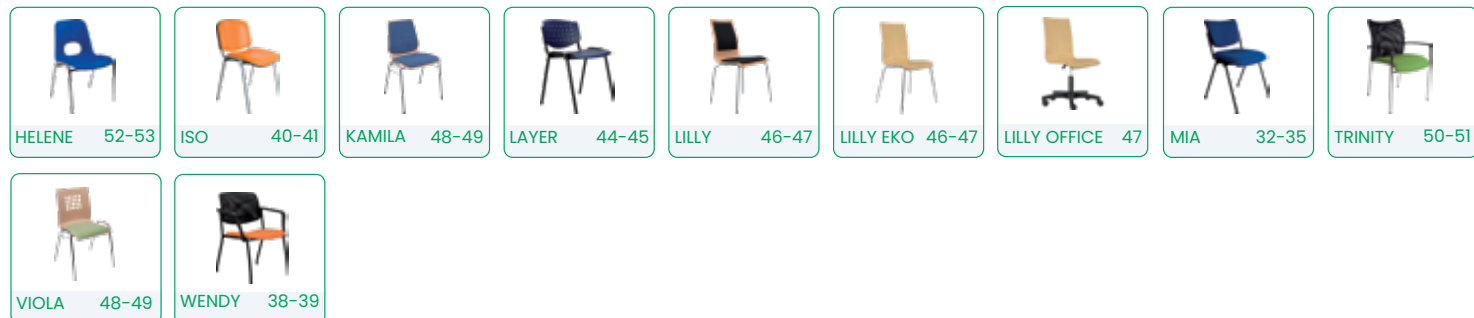 HELENE 52-53
ISO 40-41
KAMILA 48-49
LAYER 44-45
LILLY 46-47
LILLY EKO 46-47
LILLY OFFICE 47
MIA 32-35
TRINITY 50-51
VIOLA 48-49
WENDY 38-39